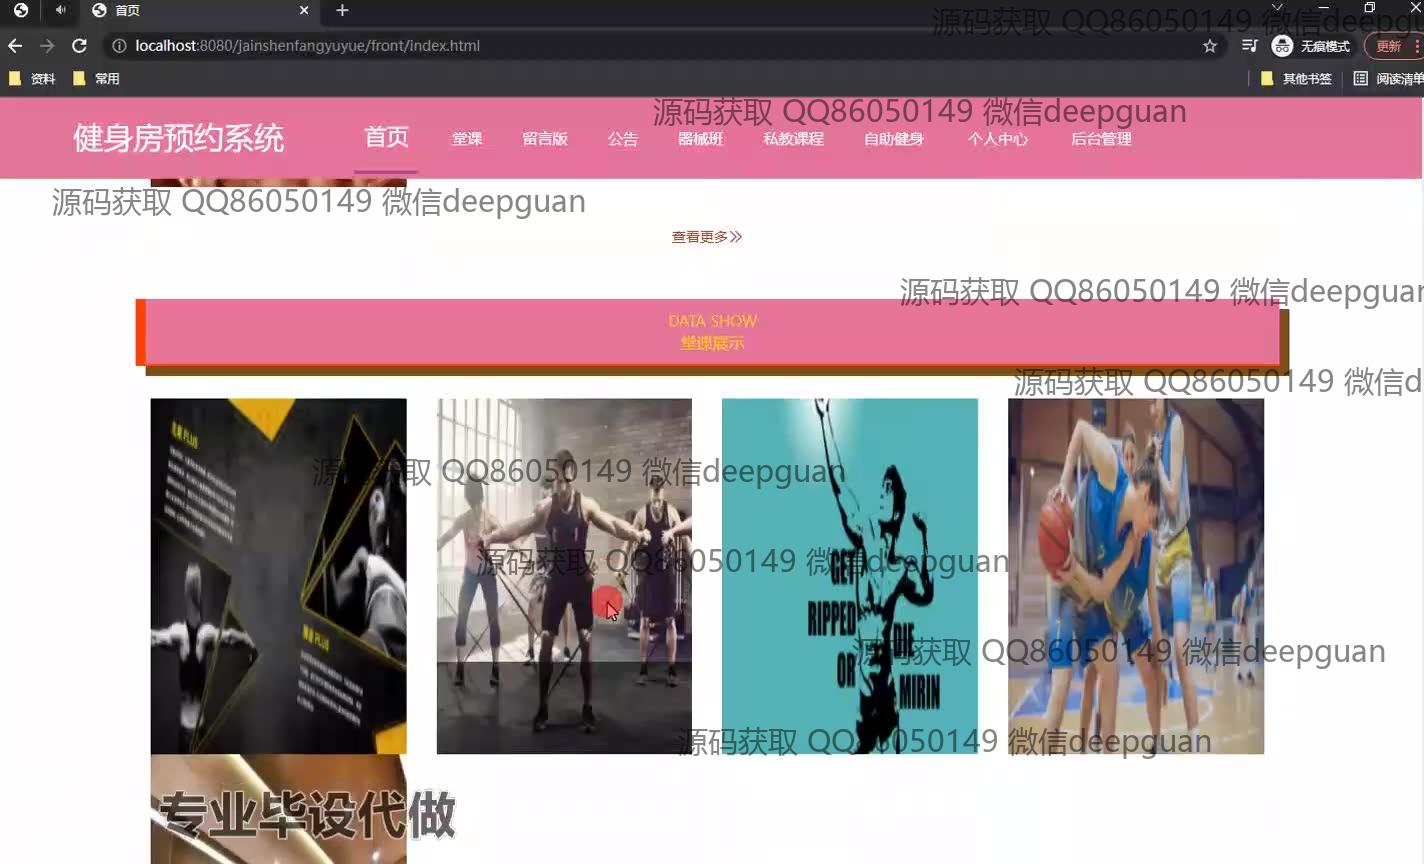 首页
localhost:8080/jainshenfangyuyue/front/index.html
无痕模式
更新
资料
常用
其他书签
阅读清单
源码获取 QQ86050149 微信deepgu
源码获取 QQ86050149 微信deepguan
健身房预约系统
首页
堂课
留言版
公告
器械班
私教课程
自助健身
个人中心
后台管理
源码获取 QQ86050149 微信deepguan
查看更多
源码获取 QQ86050149 微信deepguan
DATA SHOW
堂课展示
源码获取 QQ86050149 微信d
源码获取 QQ86050149 微信deepguan
源码获取 QQ86050149 微信deepguan
GET
RIPPED
OR
DIE
MIRIN
源码获取 QQ86050149 微信deepguan
源码获取 QQ86050149 微信deepguan
专业毕设代做